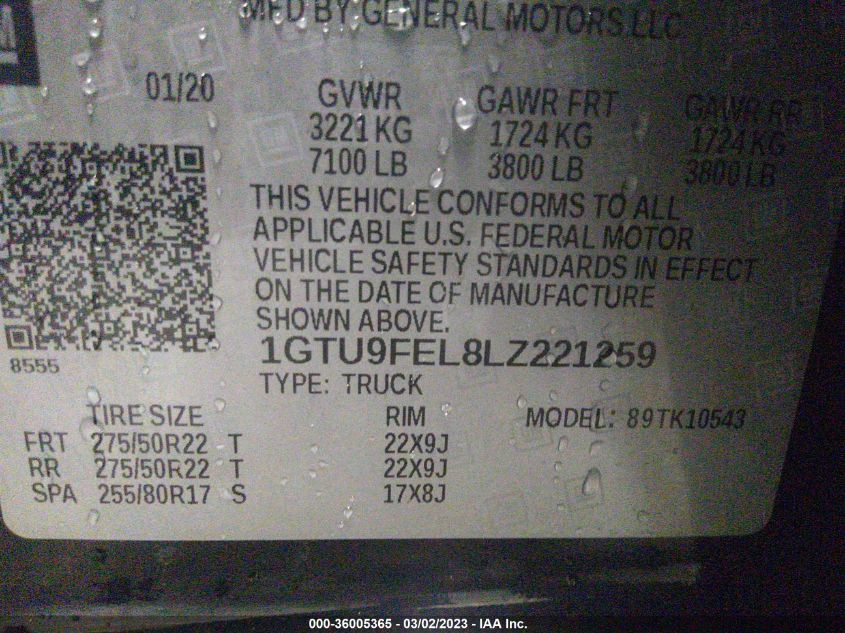 MFD BY GENERAL MOTORS LLC
01/20 GVWR GAWR FRT GAWR RR
3221 KG 1724 KG 1724 KG
7100 LB 3800 LB 3800 LB
THIS VEHICLE CONFORMS TO ALL
APPLICABLE U.S. FEDERAL MOTOR
VEHICLE SAFETY STANDARDS IN EFFECT
ON THE DATE OF MANUFACTURE
SHOWN ABOVE.
8555
1GTU9FEL8LZ221259
TYPE: TRUCK
TIRE SIZE RIM MODEL: 89TK10543
FRT 275/50R22 T 22X9J
RR 275/50R22 T 22X9J
SPA 255/80R17 S 17X8J
000-36005365 - 03/02/2023 - IAA Inc.